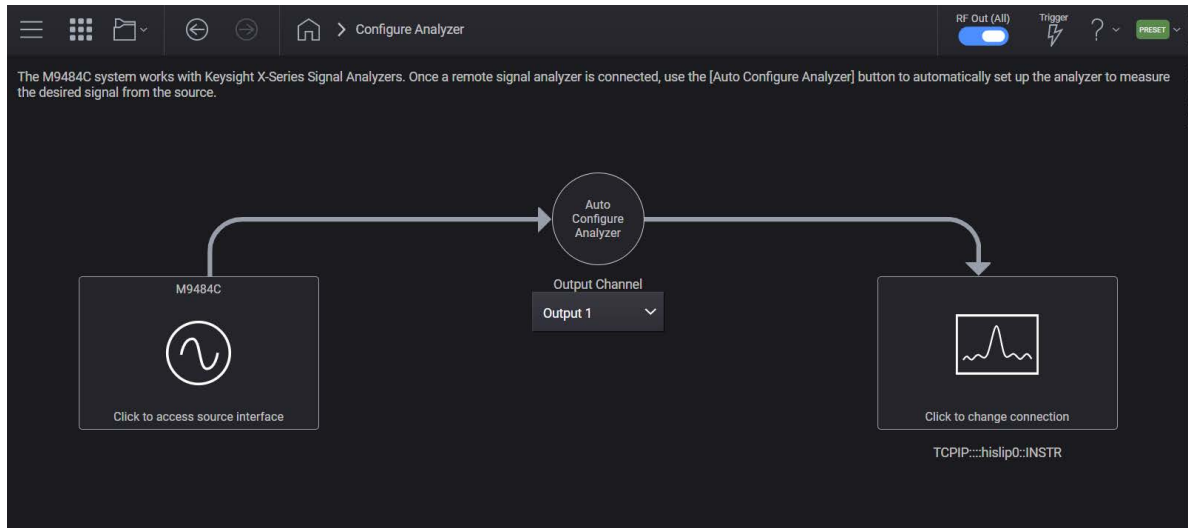 Configure Analyzer
RF Out (All)
Trigger
PRESET
The M9484C system works with Keysight X-Series Signal Analyzers. Once a remote signal analyzer is connected, use the [Auto Configure Analyzer] button to automatically set up the analyzer to measure
the desired signal from the source.
Auto
Configure
Analyzer
M9484C
Click to access source interface
Output Channel
Output 1
Click to change connection
TCPIP::::hislip0::INSTR